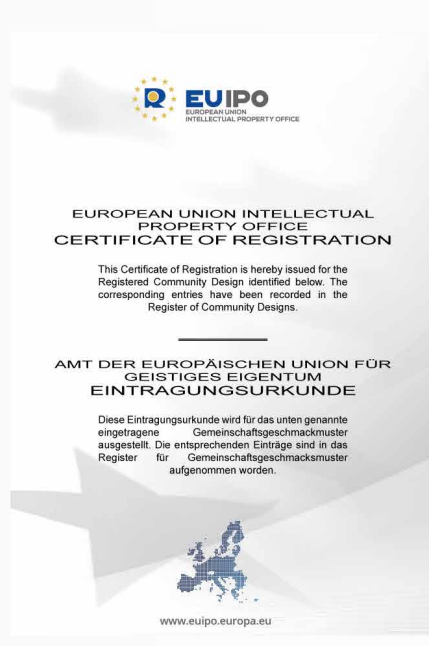 R EUIPO
EUROPEAN UNION
INTELLECTUAL PROPERTY OFFICE
EUROPEAN UNION INTELLECTUAL
PROPERTY OFFICE
CERTIFICATE OF REGISTRATION
This Certificate of Registration is hereby issued for the
Registered Community Design identified below. The
corresponding entries have been recorded in the
Register of Community Designs.
AMT DER EUROPÄISCHEN UNION FÜR
GEISTIGES EIGENTUM
EINTRAGUNGSURKUNDE
Diese Eintragungsurkunde wird für das unten genannte
eingetragene Gemeinschaftsgeschmackmuster
ausgestellt. Die entsprechenden Einträge sind in das
Register für Gemeinschaftsgeschmacksmuster
aufgenommen worden.
www.euipo.europa.eu